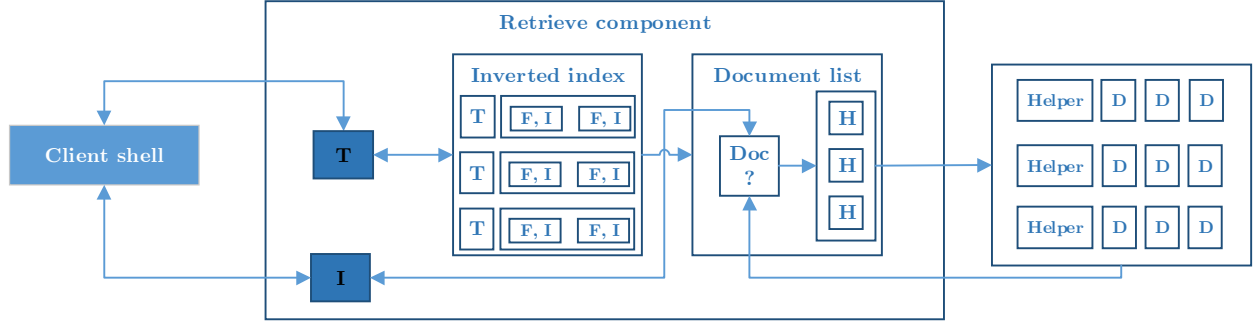 Retrieve component
Inverted index
Document list
Client shell
T
I
T F, I F, I
T F, I F, I
T F, I F, I
Doc
?
H
H
H
Helper D D D
Helper D D D
Helper D D D